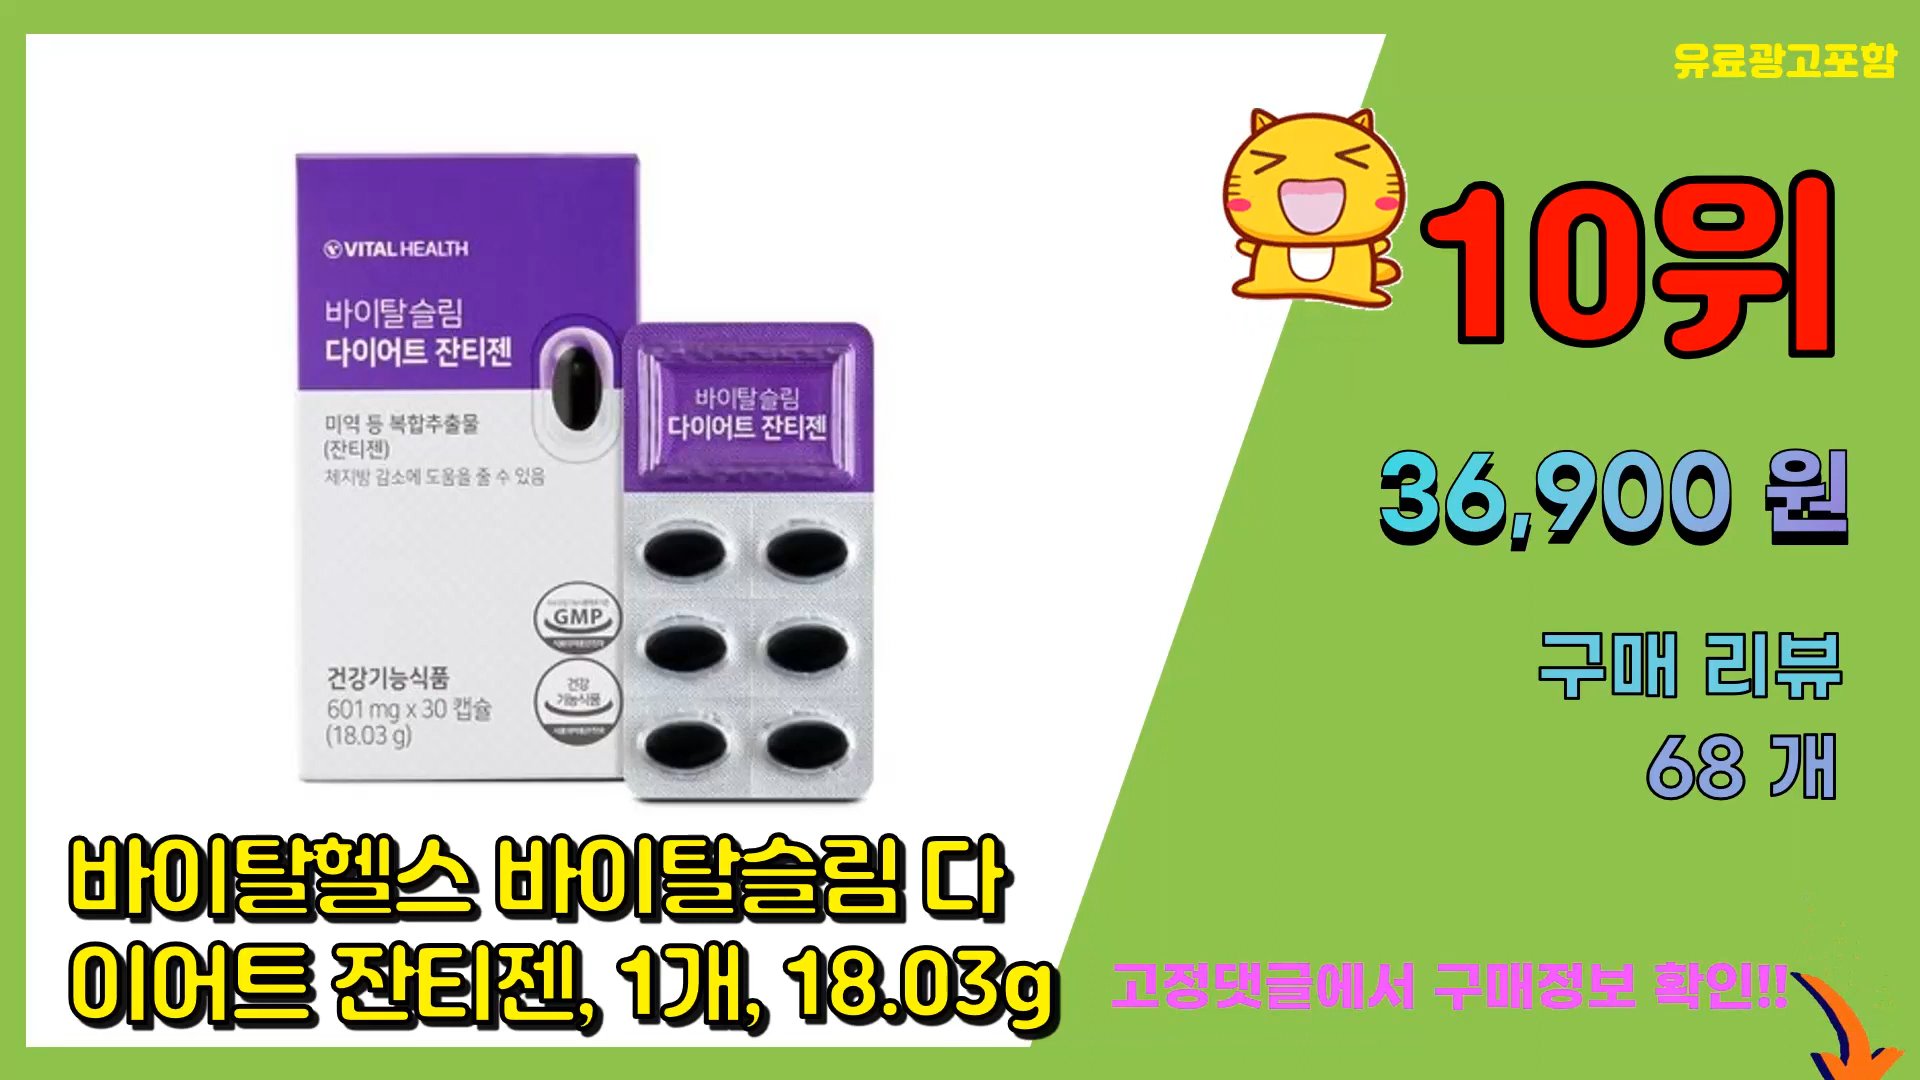 유료광고포함
10위
36,900 원
구매 리뷰
68 개
VITAL HEALTH
바이탈슬림
다이어트 잔티젠
미역 등 복합추출물
(잔티젠)
체지방 감소에 도움을 줄 수 있음
GMP
건강
기능식품
건강기능식품
601 mg x 30 캡슐
(18.03 g)
바이탈슬림
다이어트 잔티젠
바이탈헬스 바이탈슬림 다
이어트 잔티젠, 1개, 18.03g
고정댓글에서 구매정보 확인!!